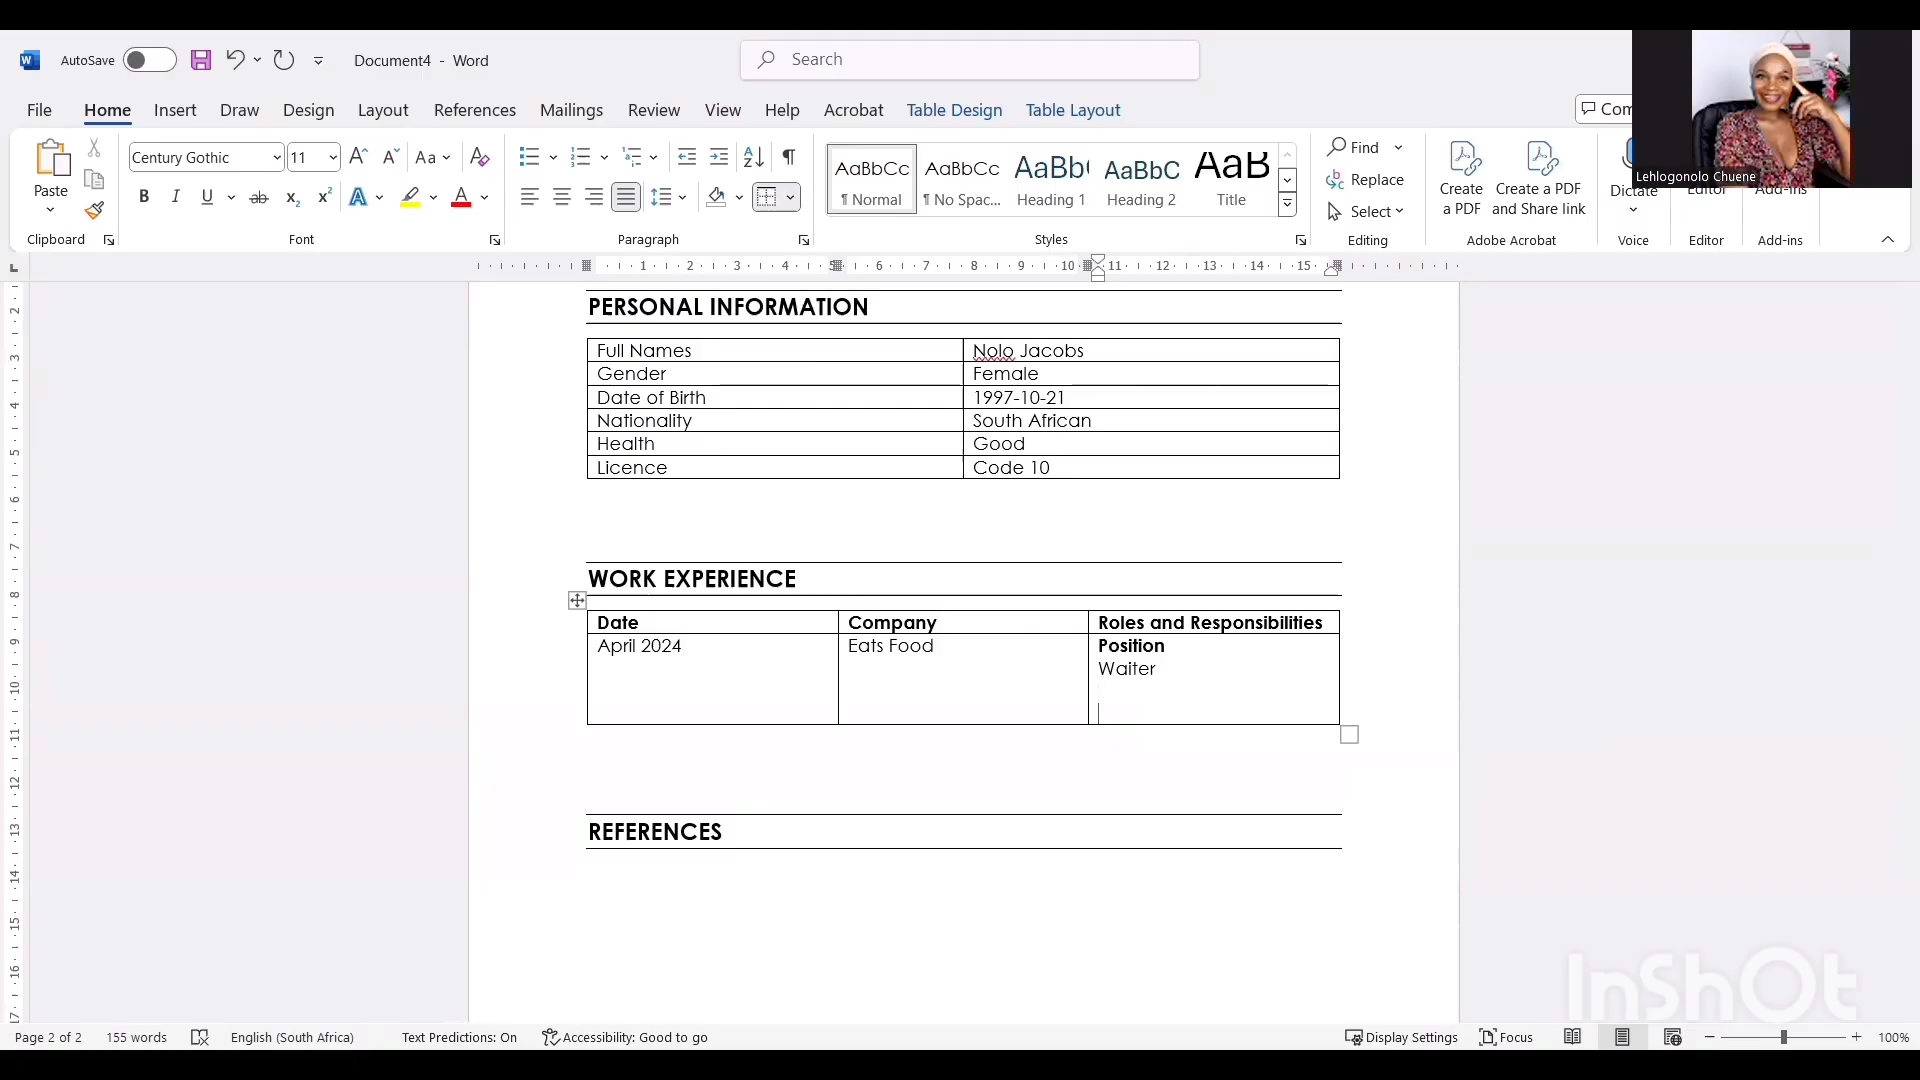 AutoSave
Document4 - Word
Search
File Home Insert Draw Design Layout References Mailings Review View Help Acrobat Table Design Table Layout
Paste
Clipboard
Century Gothic
11
Font
Paragraph
AaBbCc
¶ Normal
AaBbCc
¶ No Spac...
Heading 1
AaBbC
Heading 2
AaB
Title
Styles
Find
Replace
Select
Editing
Create
a PDF
Create a PDF
and Share link
Adobe Acrobat
Dictate
Voice
Editor
Editor
Add-ins
Add-ins
Lehlogonolo Chuene
PERSONAL INFORMATION
Full Names Nolo Jacobs
Gender Female
Date of Birth 1997-10-21
Nationality South African
Health Good
Licence Code 10
WORK EXPERIENCE
Date Company Roles and Responsibilities
April 2024 Eats Food Position
Waiter
REFERENCES
InShOt
Page 2 of 2 155 words English (South Africa) Text Predictions: On Accessibility: Good to go Display Settings Focus 100%